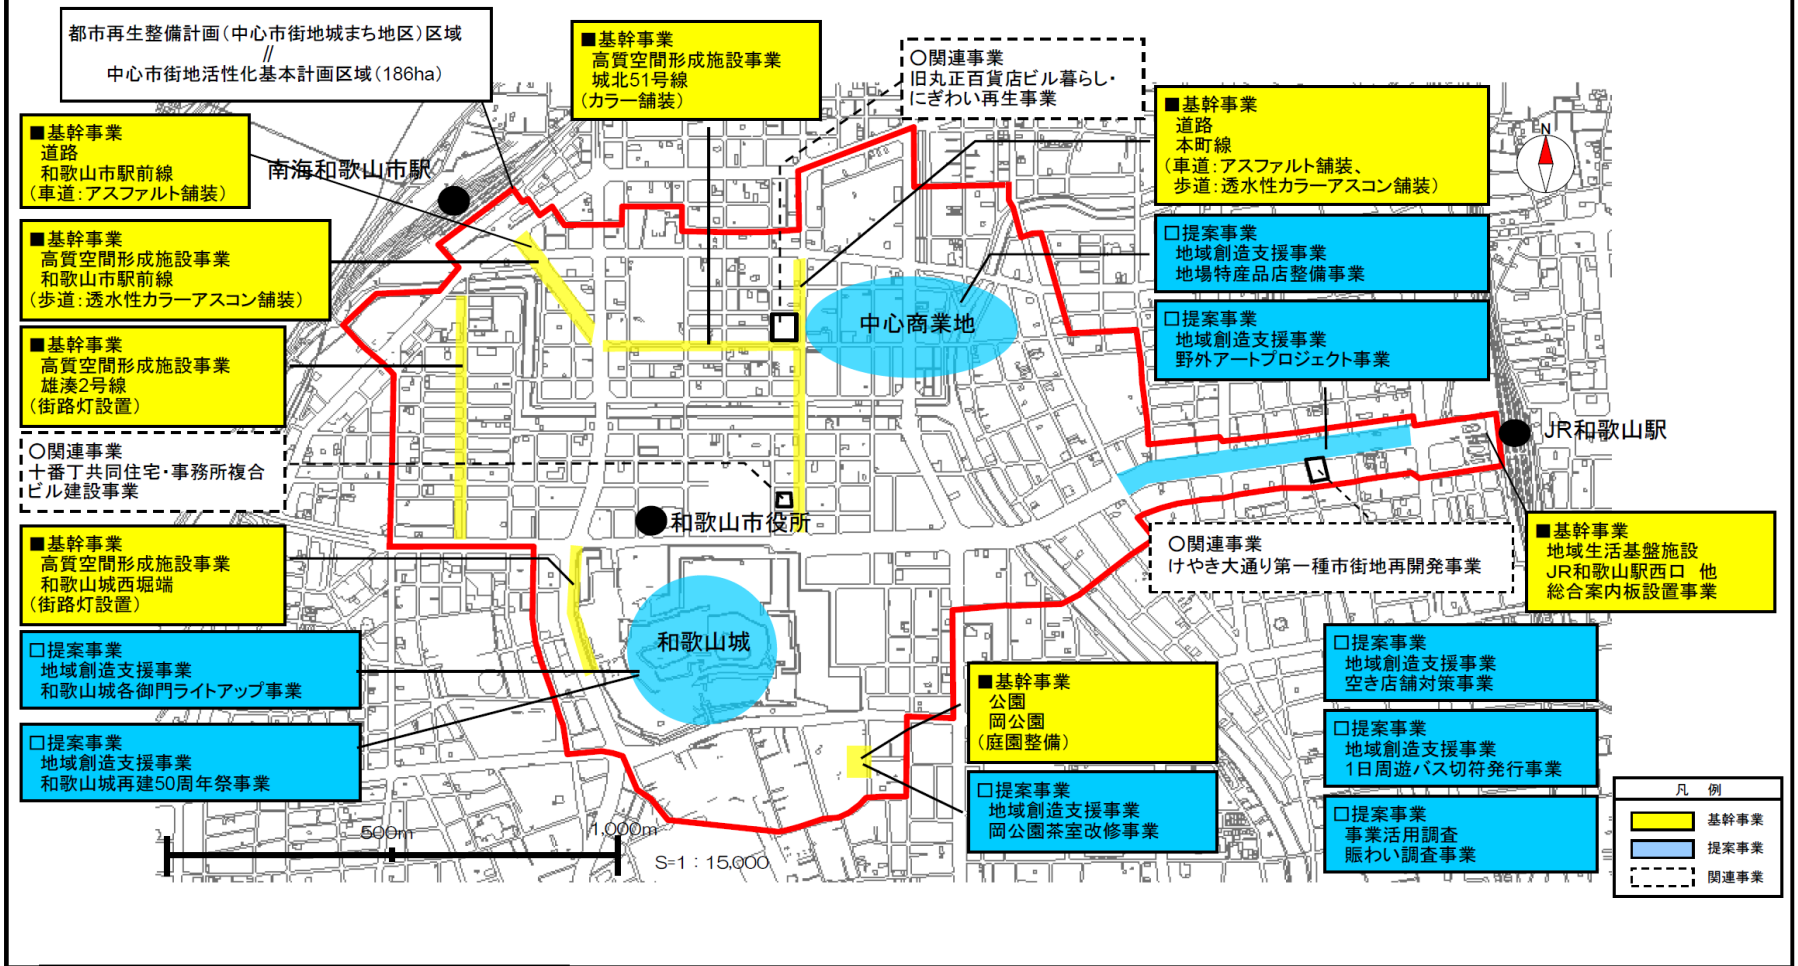 都市再生整備計画(中心市街地城まち地区)区域
//
中心市街地活性化基本計画区域(186ha)
■基幹事業
高質空間形成施設事業
城北51号線
(カラー舗装)
○関連事業
旧丸正百貨店ビル暮らし・
にぎわい再生事業
■基幹事業
道路
本町線
(車道:アスファルト舗装、
歩道:透水性カラーアスコン舗装)
N
■基幹事業
道路
和歌山市駅前線
(車道:アスファルト舗装)
南海和歌山市駅
■基幹事業
高質空間形成施設事業
和歌山市駅前線
(歩道:透水性カラーアスコン舗装)
□提案事業
地域創造支援事業
地場特産品店整備事業
□提案事業
地域創造支援事業
野外アートプロジェクト事業
中心商業地
■基幹事業
高質空間形成施設事業
雄湊2号線
(街路灯設置)
JR和歌山駅
○関連事業
十番丁共同住宅・事務所複合
ビル建設事業
和歌山市役所
○関連事業
けやき大通り第一種市街地再開発事業
■基幹事業
地域生活基盤施設
JR和歌山駅西口 他
総合案内板設置事業
■基幹事業
高質空間形成施設事業
和歌山城西堀端
(街路灯設置)
和歌山城
□提案事業
地域創造支援事業
和歌山城各御門ライトアップ事業
□提案事業
地域創造支援事業
和歌山城再建50周年祭事業
■基幹事業
公園
岡公園
(庭園整備)
□提案事業
地域創造支援事業
岡公園茶室改修事業
□提案事業
地域創造支援事業
空き店舗対策事業
□提案事業
地域創造支援事業
1日周遊バス切符発行事業
□提案事業
事業活用調査
賑わい調査事業
500m
1,000m
S=1:15,000
凡 例
基幹事業
提案事業
関連事業